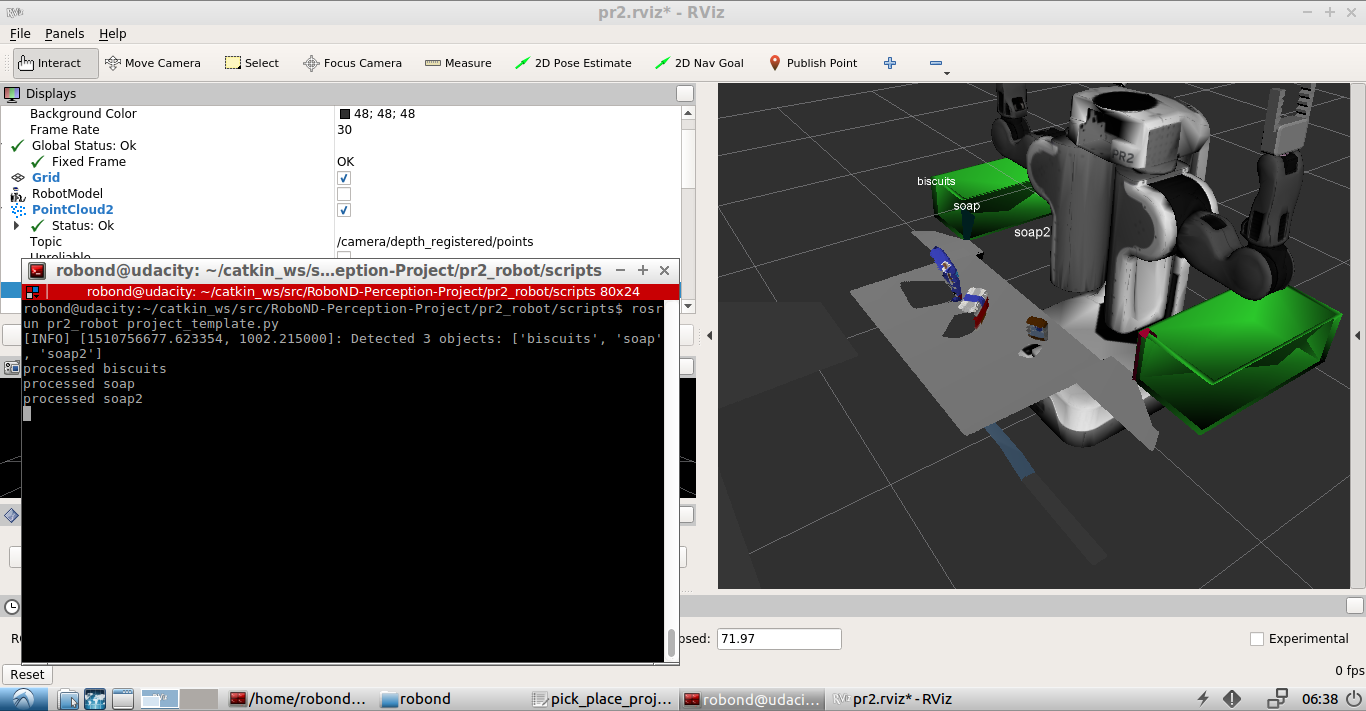 pr2.rviz* - RViz
File Panels Help
Interact Move Camera Select Focus Camera Measure 2D Pose Estimate 2D Nav Goal Publish Point
Displays
Background Color 48; 48; 48
Frame Rate 30
Global Status: Ok
Fixed Frame OK
Grid
RobotModel
PointCloud2
Status: Ok
Topic /camera/depth_registered/points
robond@udacity: ~/catkin_ws/s...eption-Project/pr2_robot/scripts
robond@udacity: ~/catkin_ws/src/RoboND-Perception-Project/pr2_robot/scripts 80x24
robond@udacity:~/catkin_ws/src/RoboND-Perception-Project/pr2_robot/scripts$ rosr
un pr2_robot project_template.py
[INFO] [1510756677.623354, 1002.215000]: Detected 3 objects: ['biscuits', 'soap'
, 'soap2']
processed biscuits
processed soap
processed soap2
biscuits
soap
soap2
PR2
psed: 71.97
Experimental
Reset
0 fps
/home/robond... robond pick_place_proj... robond@udaci... pr2.rviz* - RViz 06:38